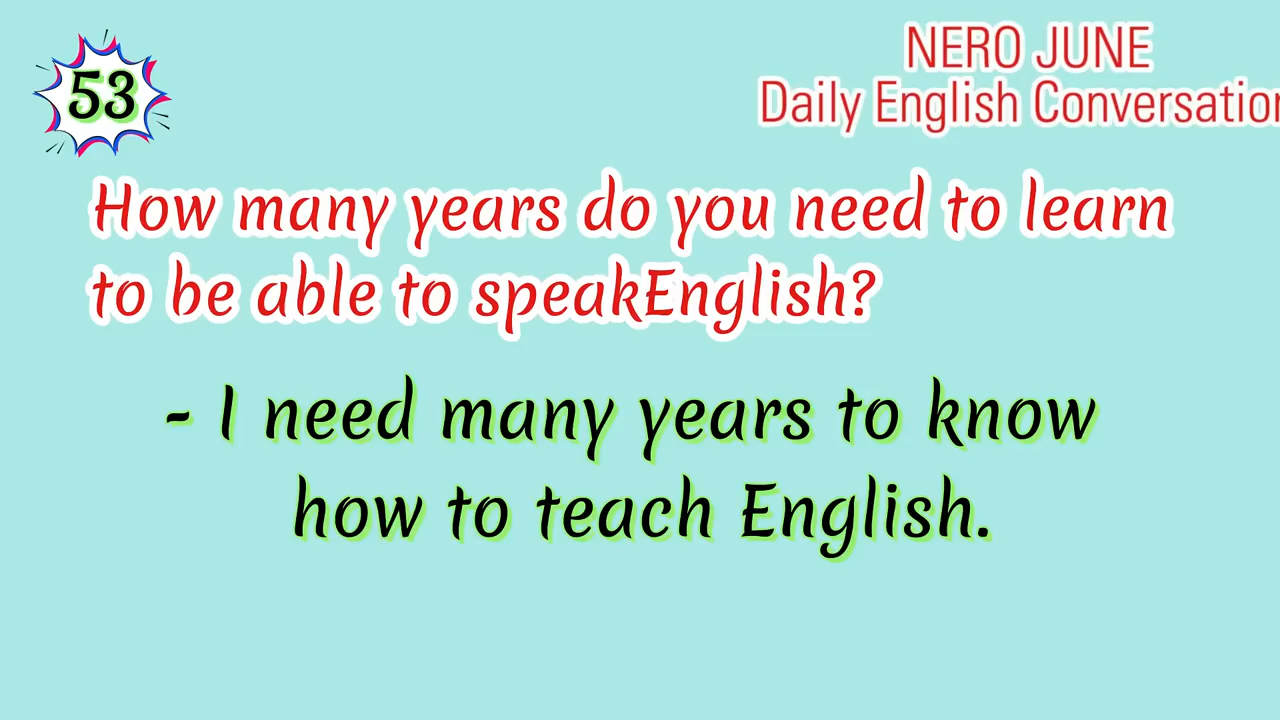 53
NERO JUNE
Daily English Conversation
How many years do you need to learn
to be able to speakEnglish?
- I need many years to know
how to teach English.